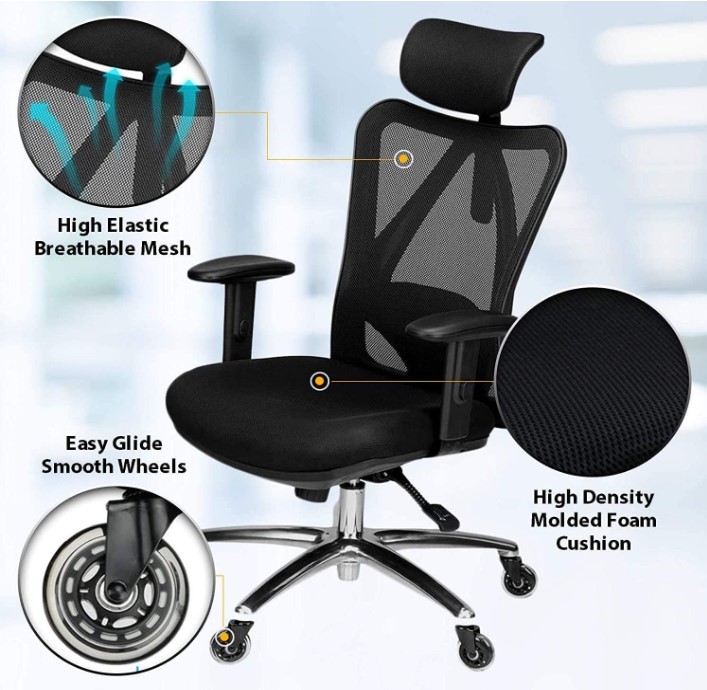 High Elastic
Breathable Mesh
Easy Glide
Smooth Wheels
High Density
Molded Foam
Cushion